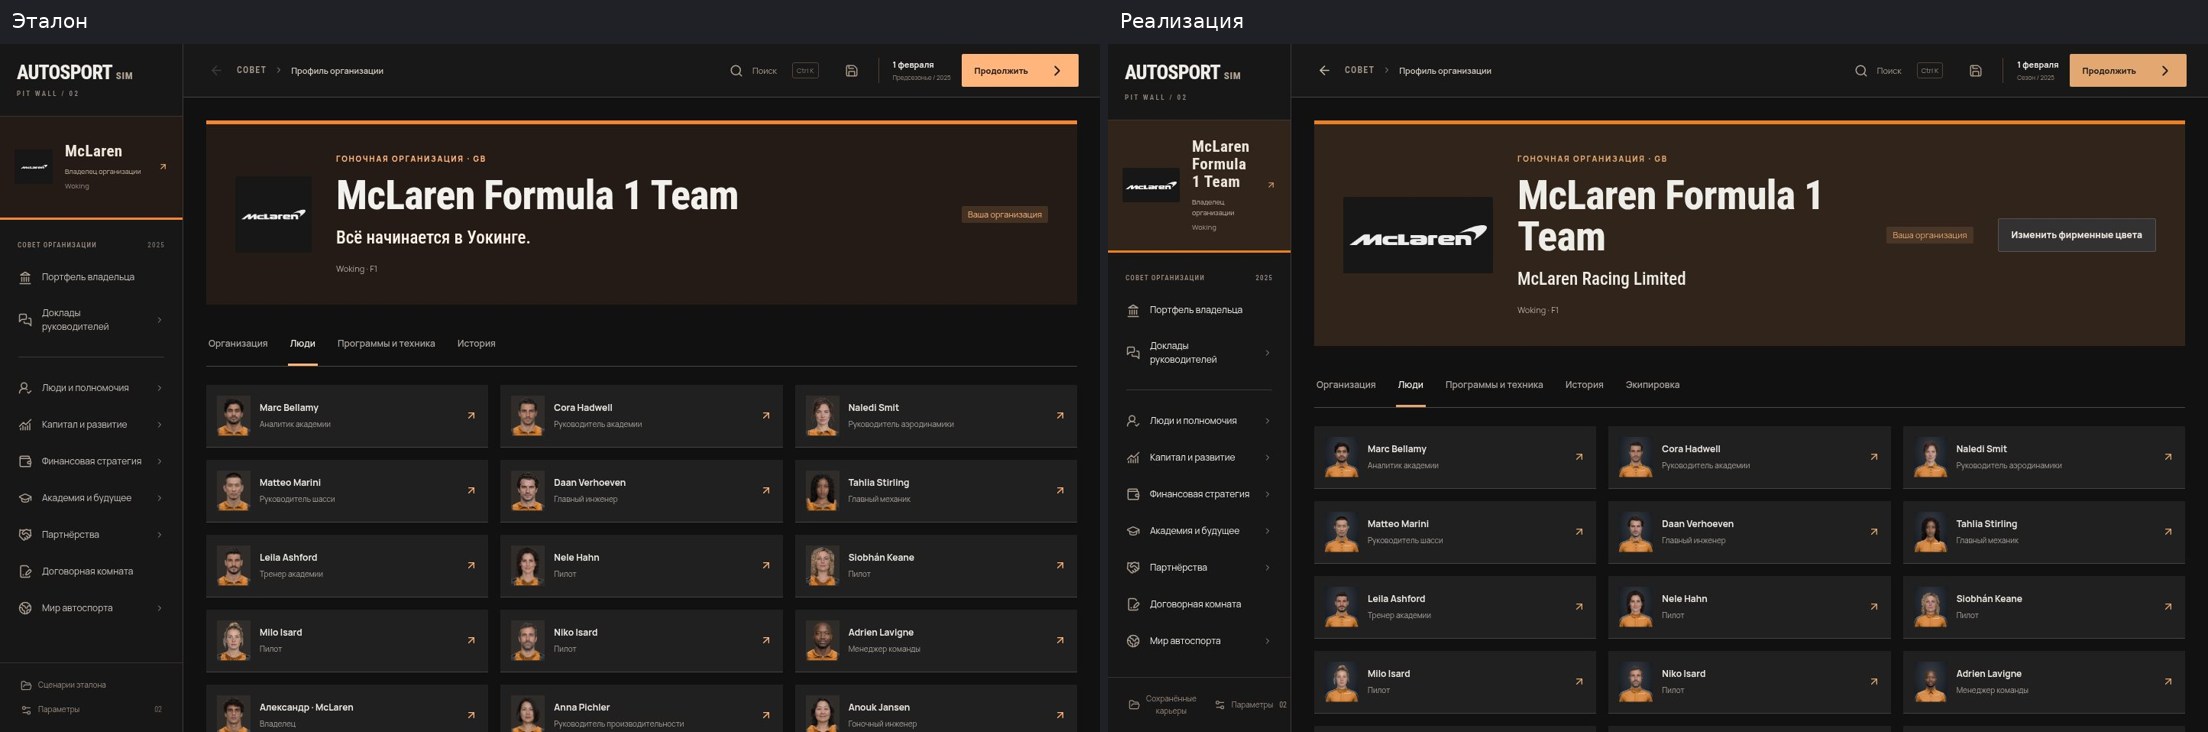 Эталон
AUTOSPORT SIM
PIT WALL / 02
McLaren
McLaren
Владелец организации
Woking
СОВЕТ ОРГАНИЗАЦИИ 2025
Портфель владельца
Доклады
руководителей
Люди и полномочия
Капитал и развитие
Финансовая стратегия
Академия и будущее
Партнёрства
Договорная комната
Мир автоспорта
Сценарии эталона
Параметры 02
СОВЕТ Профиль организации
Поиск Ctrl K
1 февраля
Предсезонье / 2025
Продолжить
McLaren
ГОНОЧНАЯ ОРГАНИЗАЦИЯ · GB
McLaren Formula 1 Team
Всё начинается в Уокинге.
Woking · F1
Ваша организация
Организация Люди Программы и техника История
Marc Bellamy
Аналитик академии
Cora Hadwell
Руководитель академии
Naledi Smit
Руководитель аэродинамики
Matteo Marini
Руководитель шасси
Daan Verhoeven
Главный инженер
Tahlia Stirling
Главный механик
Leila Ashford
Тренер академии
Nele Hahn
Пилот
Siobhán Keane
Пилот
Milo Isard
Пилот
Niko Isard
Пилот
Adrien Lavigne
Менеджер команды
Александр · McLaren
Владелец
Anna Pichler
Руководитель производительности
Anouk Jansen
Гоночный инженер
Реализация
AUTOSPORT SIM
PIT WALL / 02
McLaren
McLaren
Formula
1 Team
Владелец
организации
Woking
СОВЕТ ОРГАНИЗАЦИИ 2025
Портфель владельца
Доклады
руководителей
Люди и полномочия
Капитал и развитие
Финансовая стратегия
Академия и будущее
Партнёрства
Договорная комната
Мир автоспорта
Сохранённые
карьеры
Параметры 02
СОВЕТ Профиль организации
Поиск Ctrl K
1 февраля
Сезон / 2025
Продолжить
McLaren
ГОНОЧНАЯ ОРГАНИЗАЦИЯ · GB
McLaren Formula 1
Team
McLaren Racing Limited
Woking · F1
Ваша организация
Изменить фирменные цвета
Организация Люди Программы и техника История Экипировка
Marc Bellamy
Аналитик академии
Cora Hadwell
Руководитель академии
Naledi Smit
Руководитель аэродинамики
Matteo Marini
Руководитель шасси
Daan Verhoeven
Главный инженер
Tahlia Stirling
Главный механик
Leila Ashford
Тренер академии
Nele Hahn
Пилот
Siobhán Keane
Пилот
Milo Isard
Пилот
Niko Isard
Пилот
Adrien Lavigne
Менеджер команды